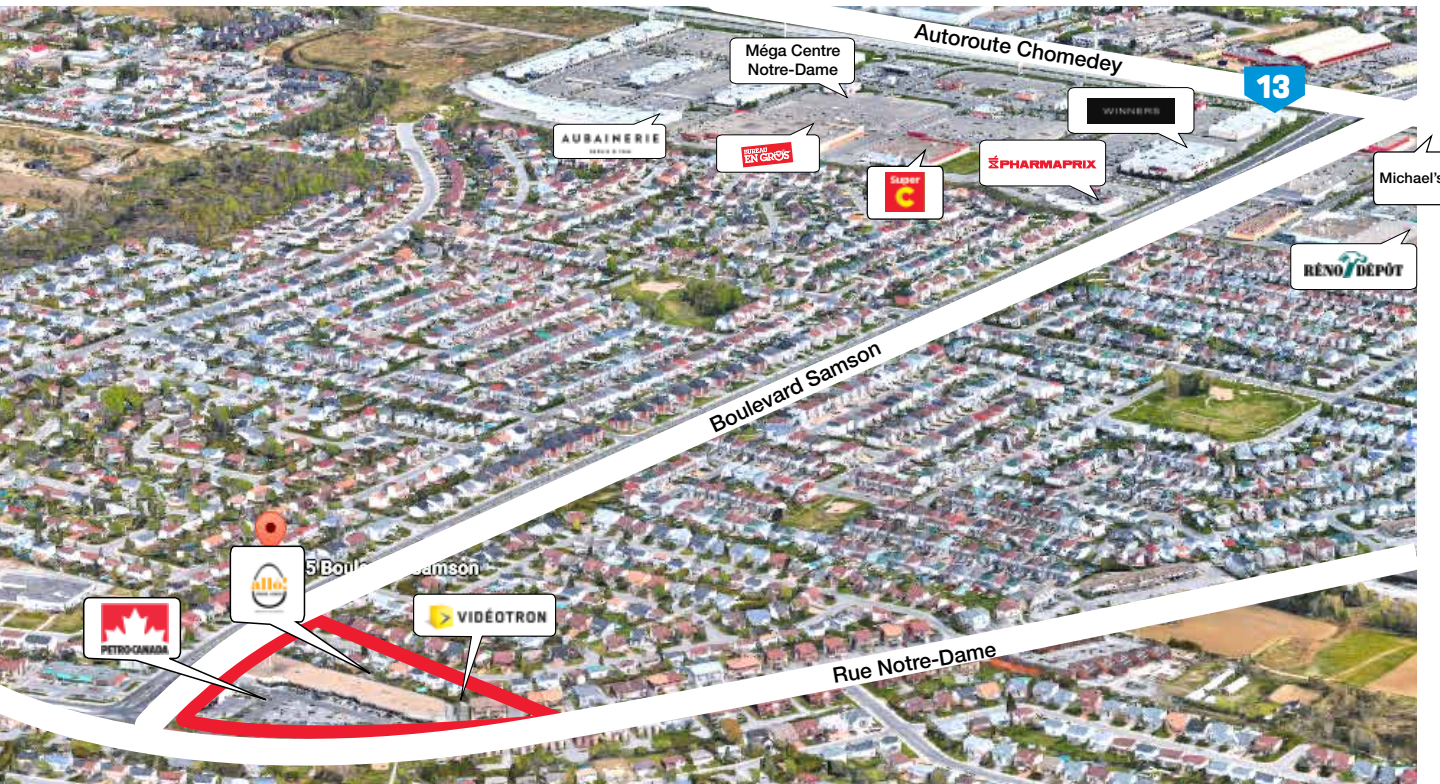 Autoroute Chomedey
13
Méga Centre
Notre-Dame
WINNERS
AUBAINERIE
BUREAU
EN GROS
PHARMAPRIX
Super
C
Michael's
RÉNO DÉPÔT
Boulevard Samson
5 Boul
amson
allo!
VIDÉOTRON
PETRO-CANADA
Rue Notre-Dame